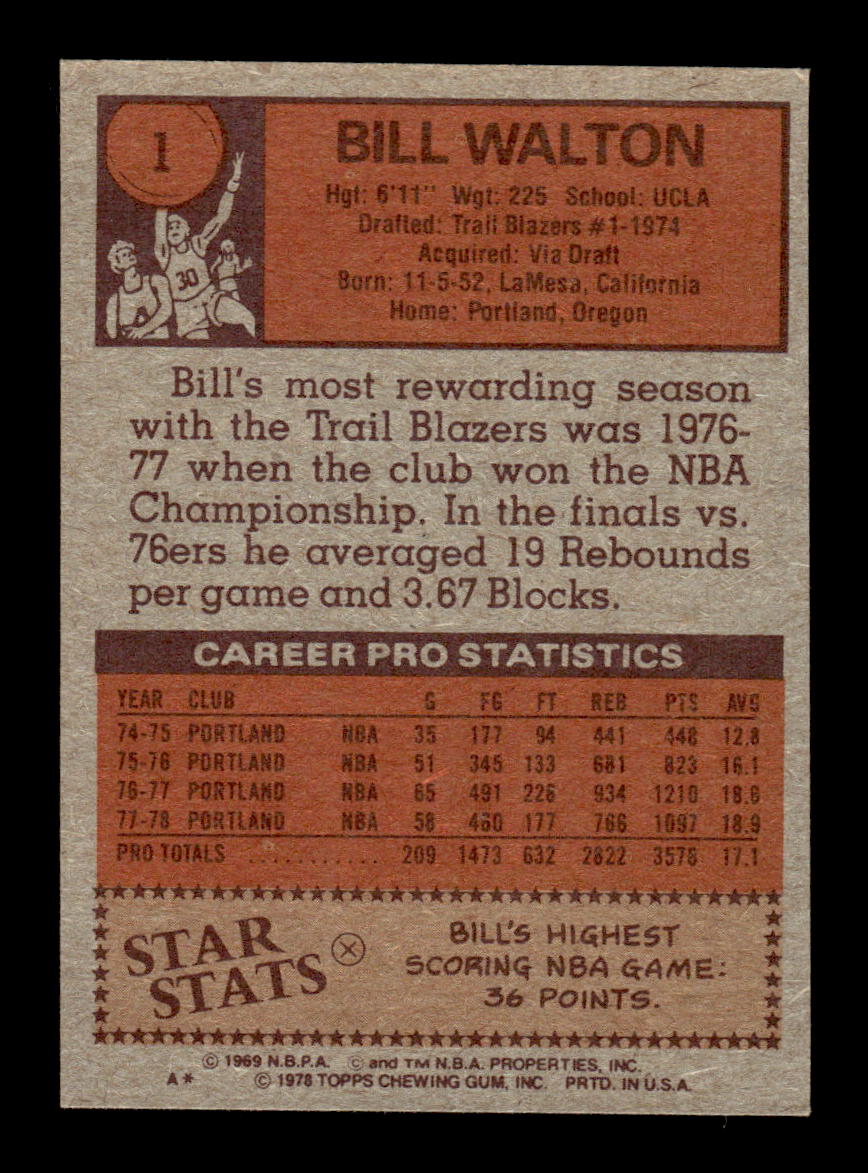 1
BILL WALTON
Hgt: 6'11" Wgt: 225 School: UCLA
Drafted: Trail Blazers #1-1974
Acquired: Via Draft
Born: 11-5-52, LaMesa, California
Home: Portland, Oregon
30
Bill's most rewarding season
with the Trail Blazers was 1976-
77 when the club won the NBA
Championship. In the finals vs.
76ers he averaged 19 Rebounds
per game and 3.67 Blocks.
CAREER PRO STATISTICS
YEAR CLUB G FG FT REB PTS AVG
74-75 PORTLAND NBA 35 177 94 441 448 12.8
75-76 PORTLAND NBA 51 345 133 681 823 16.1
76-77 PORTLAND NBA 65 491 228 934 1210 18.6
77-78 PORTLAND NBA 58 460 177 766 1097 18.9
PRO TOTALS ........... 209 1473 632 2822 3578 17.1
STAR
STATS
BILL'S HIGHEST
SCORING NBA GAME:
36 POINTS.
© 1969 N.B.P.A. © and TM N.B.A. PROPERTIES, INC.
A* © 1978 TOPPS CHEWING GUM, INC. PRTD. IN U.S.A.